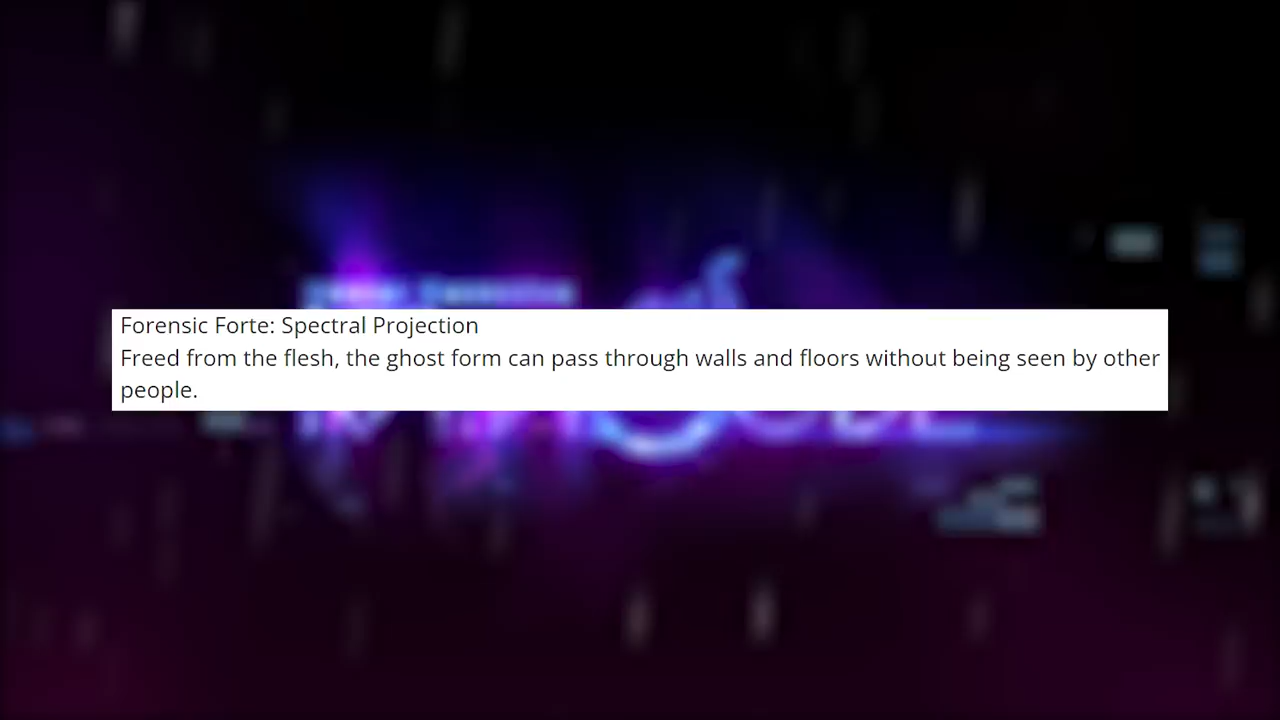 Forensic Forte: Spectral Projection
Freed from the flesh, the ghost form can pass through walls and floors without being seen by other
people.